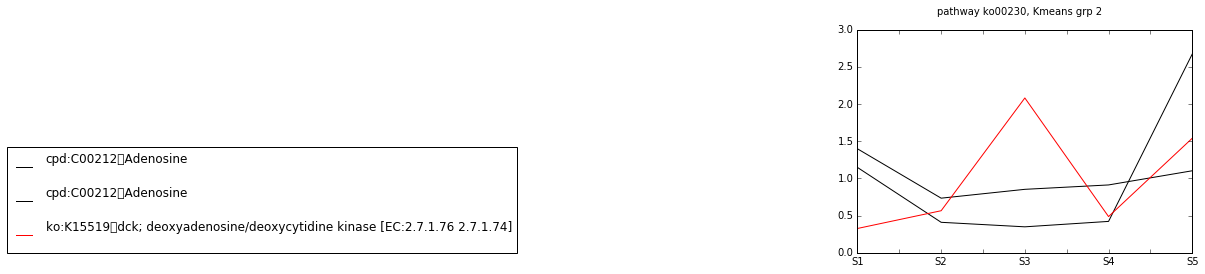 pathway ko00230, Kmeans grp 2
3.0
2.5
2.0
1.5
1.0
0.5
0.0
S1 S2 S3 S4 S5
cpd:C00212▯Adenosine
cpd:C00212▯Adenosine
ko:K15519▯dck; deoxyadenosine/deoxycytidine kinase [EC:2.7.1.76 2.7.1.74]